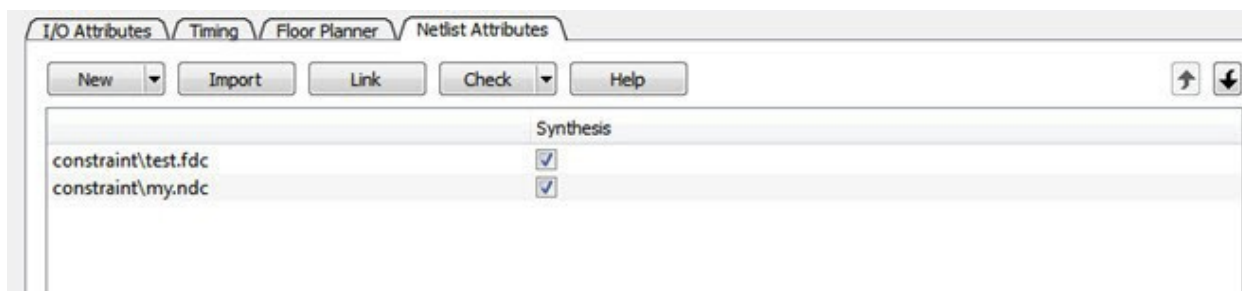 I/O Attributes Timing Floor Planner Netlist Attributes
New Import Link Check Help
Synthesis
constraint\test.fdc
constraint\my.ndc